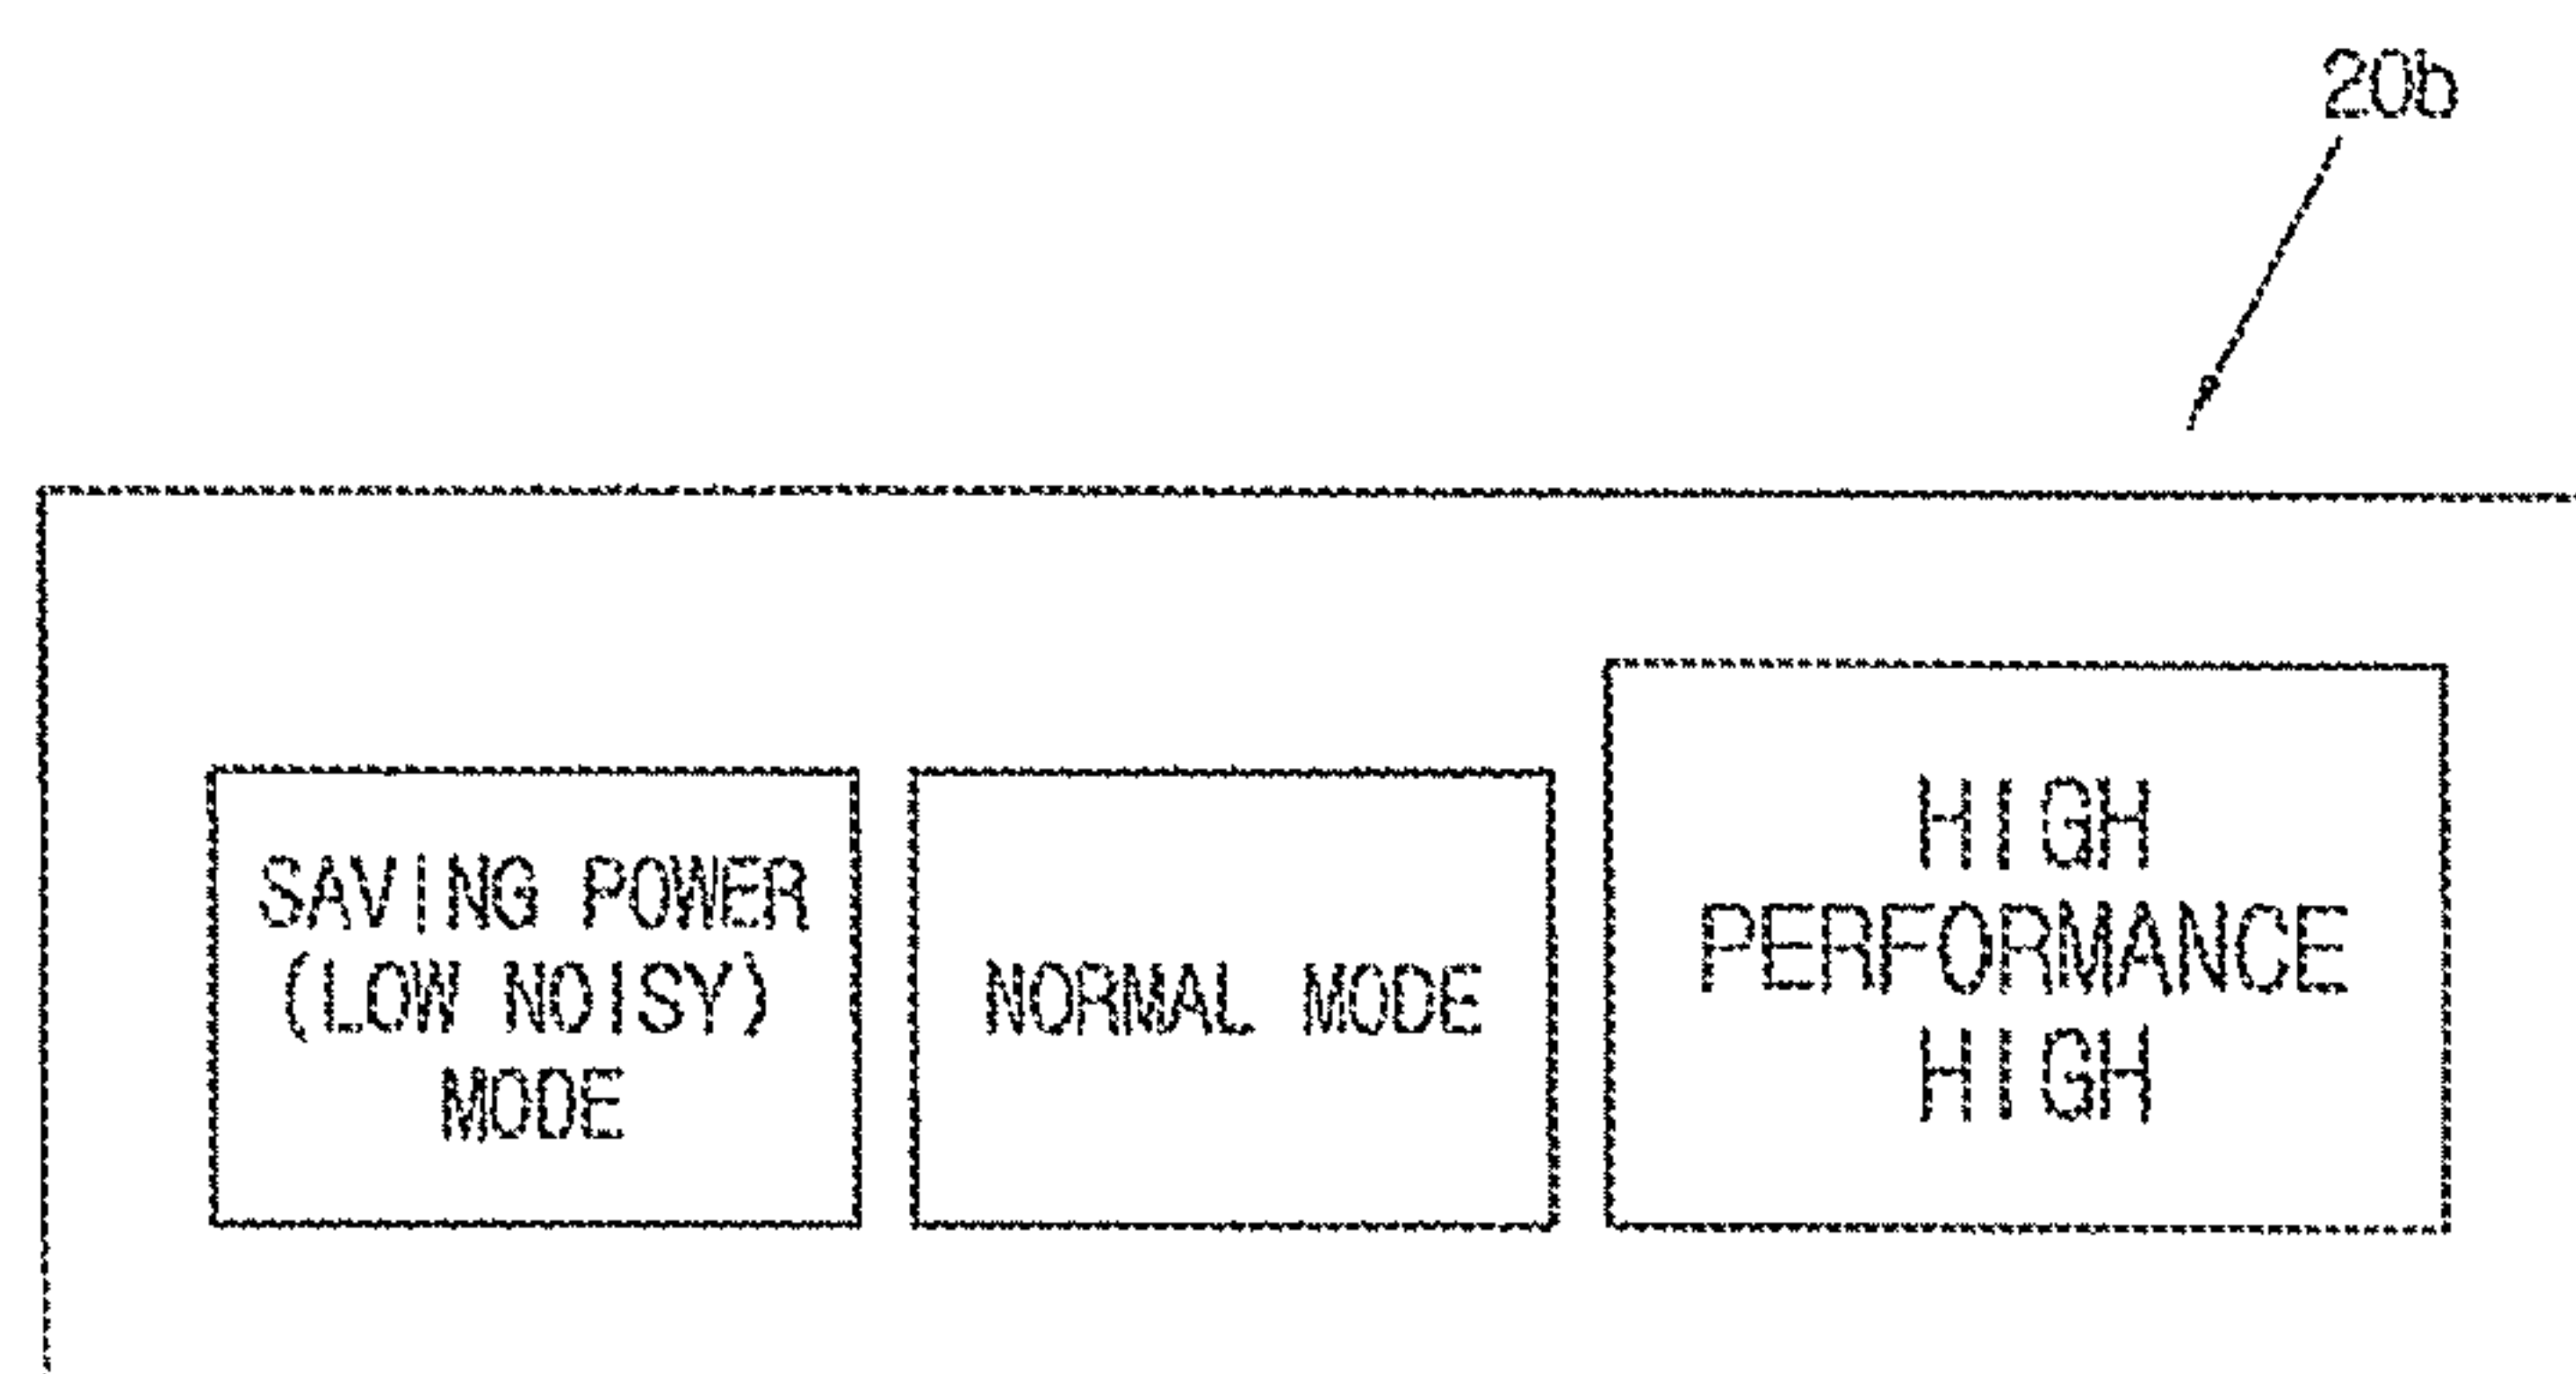 20b
SAVING POWER
(LOW NOISY)
MODE
NORMAL MODE
HIGH
PERFORMANCE
HIGH